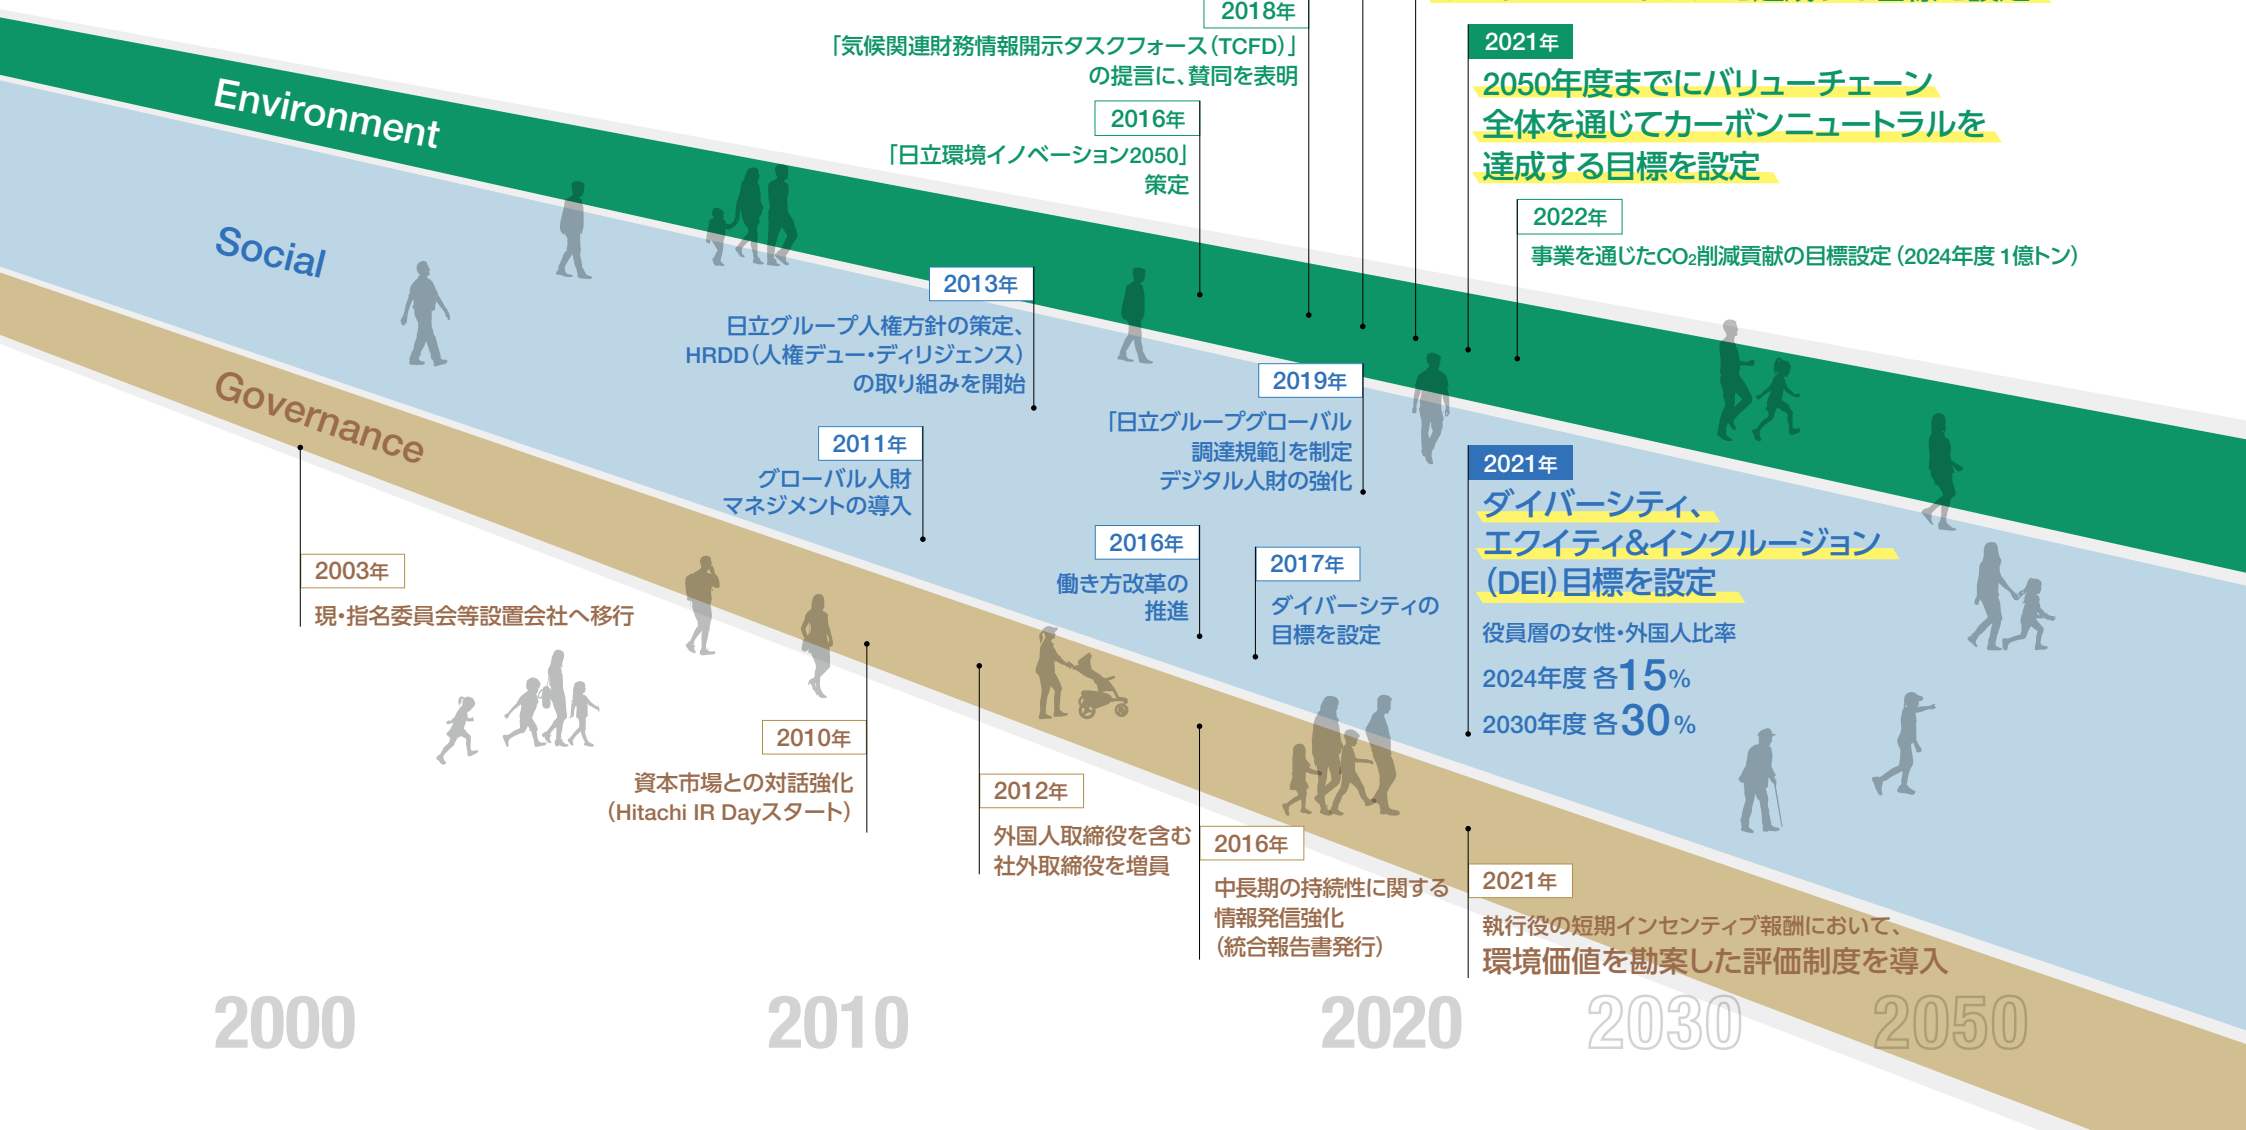 2018年
「気候関連財務情報開示タスクフォース（TCFD）」
の提言に、賛同を表明
2016年
「日立環境イノベーション2050」
策定
2021年
2050年度までにバリューチェーン
全体を通じてカーボンニュートラルを
達成する目標を設定
2022年
事業を通じたCO₂削減貢献の目標設定（2024年度 1億トン）
Environment
Social
Governance
2013年
日立グループ人権方針の策定、
HRDD（人権デュー・ディリジェンス）
の取り組みを開始
2011年
グローバル人財
マネジメントの導入
2019年
「日立グループグローバル
調達規範」を制定
デジタル人財の強化
2016年
働き方改革の
推進
2017年
ダイバーシティの
目標を設定
2021年
ダイバーシティ、
エクイティ&インクルージョン
（DEI）目標を設定
役員層の女性・外国人比率
2024年度 各15%
2030年度 各30%
2003年
現・指名委員会等設置会社へ移行
2010年
資本市場との対話強化
（Hitachi IR Dayスタート）
2012年
外国人取締役を含む
社外取締役を増員
2016年
中長期の持続性に関する
情報発信強化
（統合報告書発行）
2021年
執行役の短期インセンティブ報酬において、
環境価値を勘案した評価制度を導入
2000
2010
2020
2030
2050